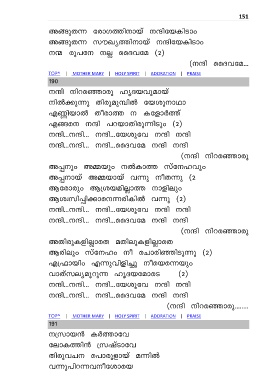 151
അങ്ങുതന്ന രോഗത്തിനായ് നന്ദിയേകിടാം
അങ്ങുതന്ന സൗഖ്യത്തിനായ് നന്ദിയേകിടാം
നന്മ രൂപനേ നല്ല ദൈവമേ (2)
(നന്ദി ദൈവമേ...
TOP↑ | MOTHER MARY | HOLY SPIRIT | ADORATION | PRAISE
190
നന്ദി നിറഞ്ഞൊരു ഹൃദയവുമായ്
നിൽക്കുന്നു തിരുമുമ്പിൽ യേശുനാഥാ
എണ്ണിയാൽ തീരാത്ത ന
എങ്ങനെ നന്ദി പറയാതിരുന്നിടും (2)
നന്ദി...നന്ദി... നന്ദി...യേശുവേ നന്ദി നന്ദി
നന്ദി...നന്ദി... നന്ദി...ദൈവമേ നന്ദി നന്ദി
(നന്ദി നിറഞ്ഞൊരു
അപ്പനും അമ്മയും നൽകാത്ത സ്നേഹവും
അപ്പനായ് അമ്മയായ് വന്നു നീതന്നു (2
ആരോരും ആശ്രയമില്ലാത്ത നാളിലും
ആശ്വസിപ്പിക്കാനെന്നരികിൽ വന്നു (2)
നന്ദി...നന്ദി... നന്ദി...യേശുവേ നന്ദി നന്ദി
നന്ദി...നന്ദി... നന്ദി...ദൈവമേ നന്ദി നന്ദി
(നന്ദി നിറഞ്ഞൊരു
അതിരുകളില്ലാതെ മതിലുകളില്ലാതെ
ആരിലും സ്നേഹം നീ ചൊരിഞ്ഞിടുന്നു (2)
എഫ്രായിം എന്നുവിളിച്ചു നീയെന്നെയും
വാത്സല്യമൂറുന്ന ഹൃദയമോടെ (2)
നന്ദി...നന്ദി... നന്ദി...യേശുവേ നന്ദി നന്ദി
നന്ദി...നന്ദി... നന്ദി...ദൈവമേ നന്ദി നന്ദി
(നന്ദി നിറഞ്ഞൊരു.......
TOP↑ | MOTHER MARY | HOLY SPIRIT | ADORATION | PRAISE
191
നസ്രായൻ കർത്താവേ
ലോകത്തിൻ സ്രഷ്ടാവേ
തിരുവചന പൊരുളായ് മന്നിൽ
വന്നുപിറന്നവനീശോയെ